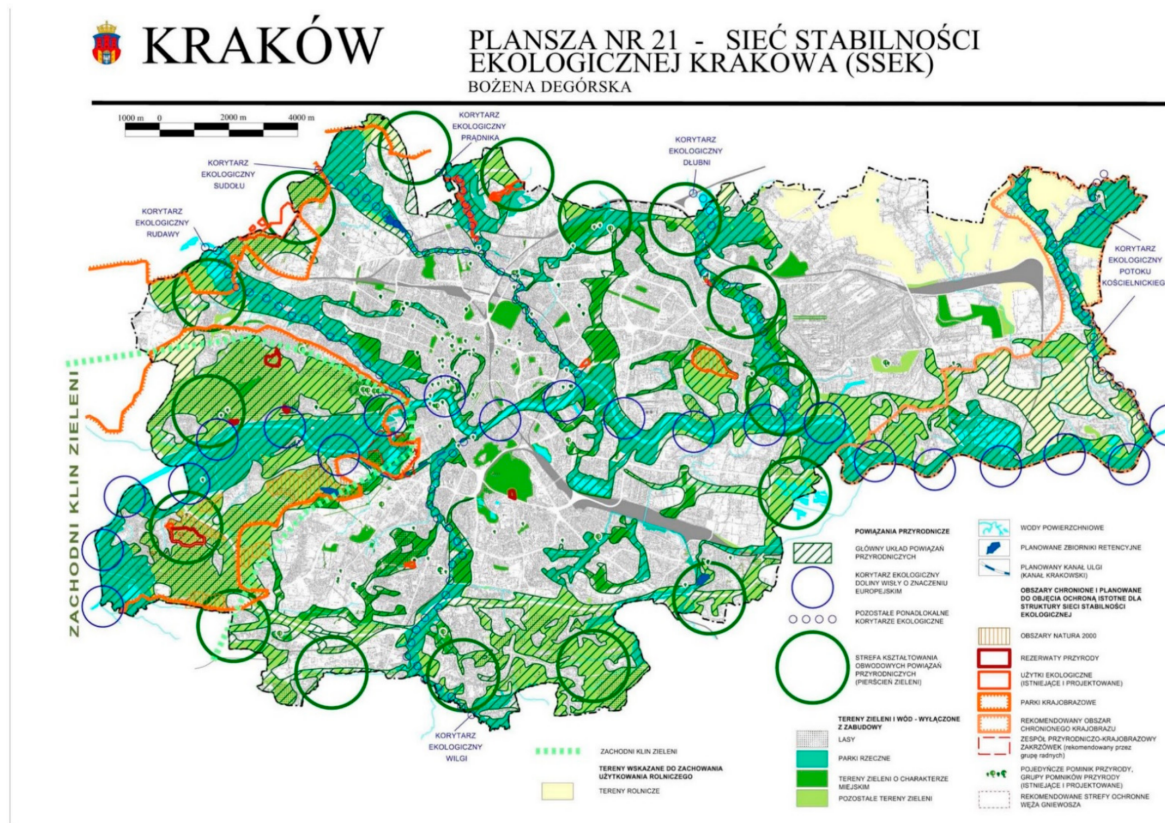 KRAKÓW
PLANSZA NR 21 - SIEĆ STABILNOŚCI
EKOLOGICZNEJ KRAKOWA (SSEK)
BOŻENA DEGÓRSKA
1000 m 0 2000 m 4000 m
KORYTARZ
EKOLOGICZNY
PRĄDNIKA
KORYTARZ
EKOLOGICZNY
DŁUBNI
KORYTARZ
EKOLOGICZNY
SUDOŁU
KORYTARZ
EKOLOGICZNY
RUDAWY
KORYTARZ
EKOLOGICZNY
POTOKU
KOŚCIELNICKIEGO
ZACHODNI KLIN ZIELENI
KORYTARZ
EKOLOGICZNY
WILGI
ZACHODNI KLIN ZIELENI
TERENY WSKAZANE DO ZACHOWANIA
UŻYTKOWANIA ROLNICZEGO
TERENY ROLNICZE
POWIĄZANIA PRZYRODNICZE
GŁÓWNY UKŁAD POWIĄZAŃ
PRZYRODNICZYCH
KORYTARZ EKOLOGICZNY
DOLINY WISŁY O ZNACZENIU
EUROPEJSKIM
POZOSTAŁE PONADLOKALNE
KORYTARZE EKOLOGICZNE
STREFA KSZTAŁTOWANIA
OBWODOWYCH POWIĄZAŃ
PRZYRODNICZYCH
(PIERŚCIEŃ ZIELENI)
TERENY ZIELENI I WÓD - WYŁĄCZONE
Z ZABUDOWY
LASY
PARKI RZECZNE
TERENY ZIELENI O CHARAKTERZE
MIEJSKIM
POZOSTAŁE TERENY ZIELENI
WODY POWIERZCHNIOWE
PLANOWANE ZBIORNIKI RETENCYJNE
PLANOWANY KANAŁ ULGI
(KANAŁ KRAKOWSKI)
OBSZARY CHRONIONE I PLANOWANE
DO OBJĘCIA OCHRONĄ ISTOTNE DLA
STRUKTURY SIECI STABILNOŚCI
EKOLOGICZNEJ
OBSZARY NATURA 2000
REZERWATY PRZYRODY
UŻYTKI EKOLOGICZNE
(ISTNIEJĄCE I PROJEKTOWANE)
PARKI KRAJOBRAZOWE
REKOMENDOWANY OBSZAR
CHRONIONEGO KRAJOBRAZU
ZESPÓŁ PRZYRODNICZO-KRAJOBRAZOWY
ZAKRZÓWEK (rekomendowany przez
grupę radnych)
POJEDYŃCZE POMINIK PRZYRODY,
GRUPY POMNIKÓW PRZYRODY
(ISTNIEJĄCE I PROJEKTOWANE)
REKOMENDOWANE STREFY OCHRONNE
WĘŻA GNIEWOSZA